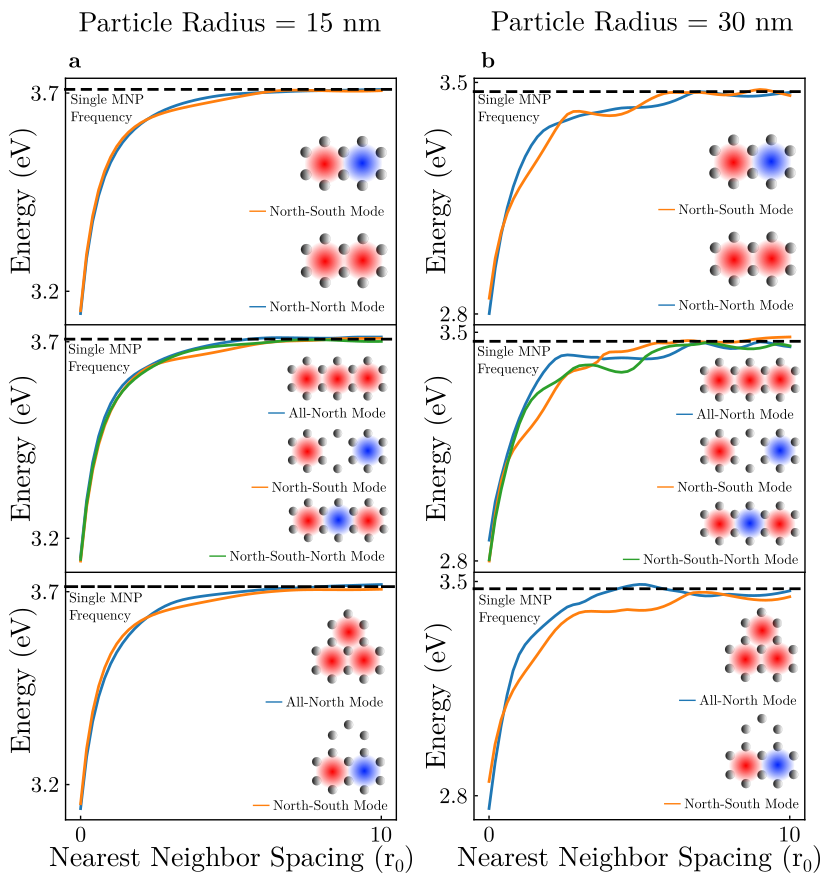 Particle Radius = 15 nm
Particle Radius = 30 nm
a
3.7
Single MNP
Frequency
North-South Mode
North-North Mode
3.2
Energy (eV)
3.7
Single MNP
Frequency
All-North Mode
North-South Mode
North-South-North Mode
3.2
Energy (eV)
3.7
Single MNP
Frequency
All-North Mode
North-South Mode
3.2
Energy (eV)
0
10
Nearest Neighbor Spacing (r0)
b
3.5
Single MNP
Frequency
North-South Mode
North-North Mode
2.8
Energy (eV)
3.5
Single MNP
Frequency
All-North Mode
North-South Mode
North-South-North Mode
2.8
Energy (eV)
3.5
Single MNP
Frequency
All-North Mode
North-South Mode
2.8
Energy (eV)
0
10
Nearest Neighbor Spacing (r0)